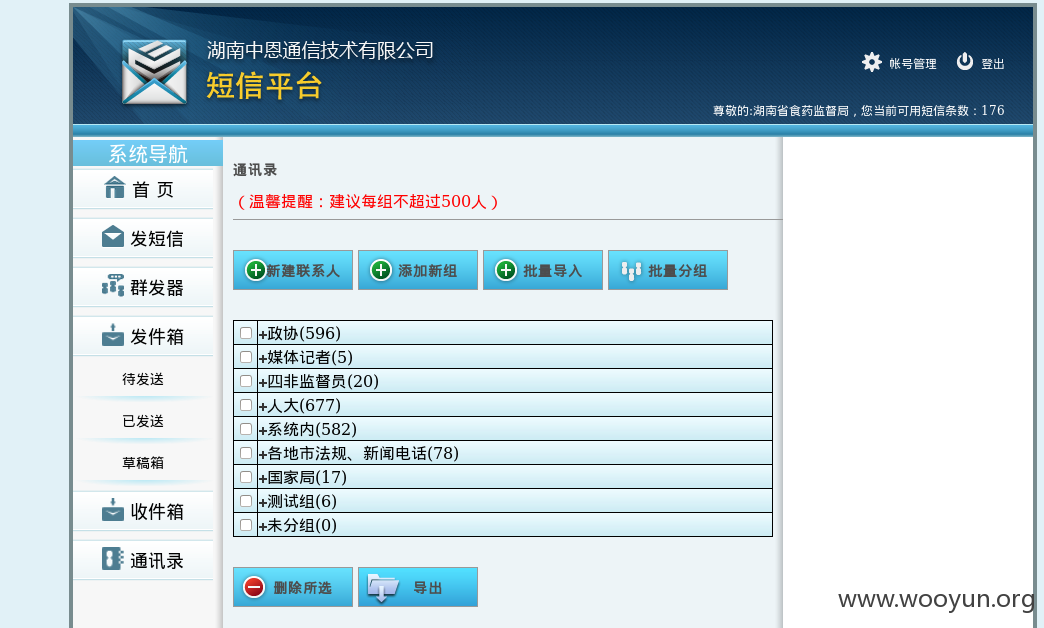 湖南中恩通信技术有限公司
短信平台
帐号管理 登出
尊敬的:湖南省食药监督局，您当前可用短信条数：176
系统导航
首 页
发短信
群发器
发件箱
待发送
已发送
草稿箱
收件箱
通讯录
通讯录
（温馨提醒：建议每组不超过500人）
新建联系人 添加新组 批量导入 批量分组
+政协(596)
+媒体记者(5)
+四非监督员(20)
+人大(677)
+系统内(582)
+各地市法规、新闻电话(78)
+国家局(17)
+测试组(6)
+未分组(0)
删除所选 导出
www.wooyun.org